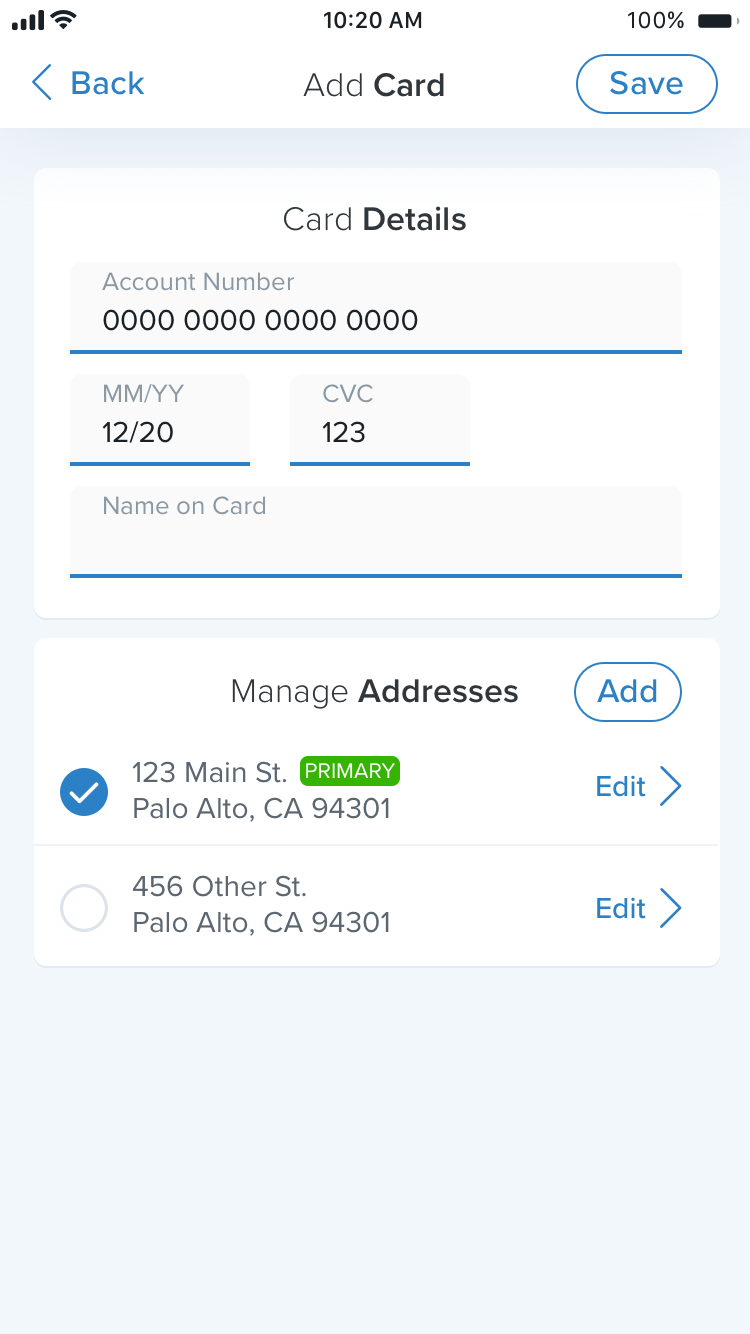 10:20 AM 100%
Back Add Card Save
Card Details
Account Number
0000 0000 0000 0000
MM/YY CVC
12/20 123
Name on Card
Manage Addresses Add
123 Main St. PRIMARY
Palo Alto, CA 94301
Edit
456 Other St.
Palo Alto, CA 94301
Edit